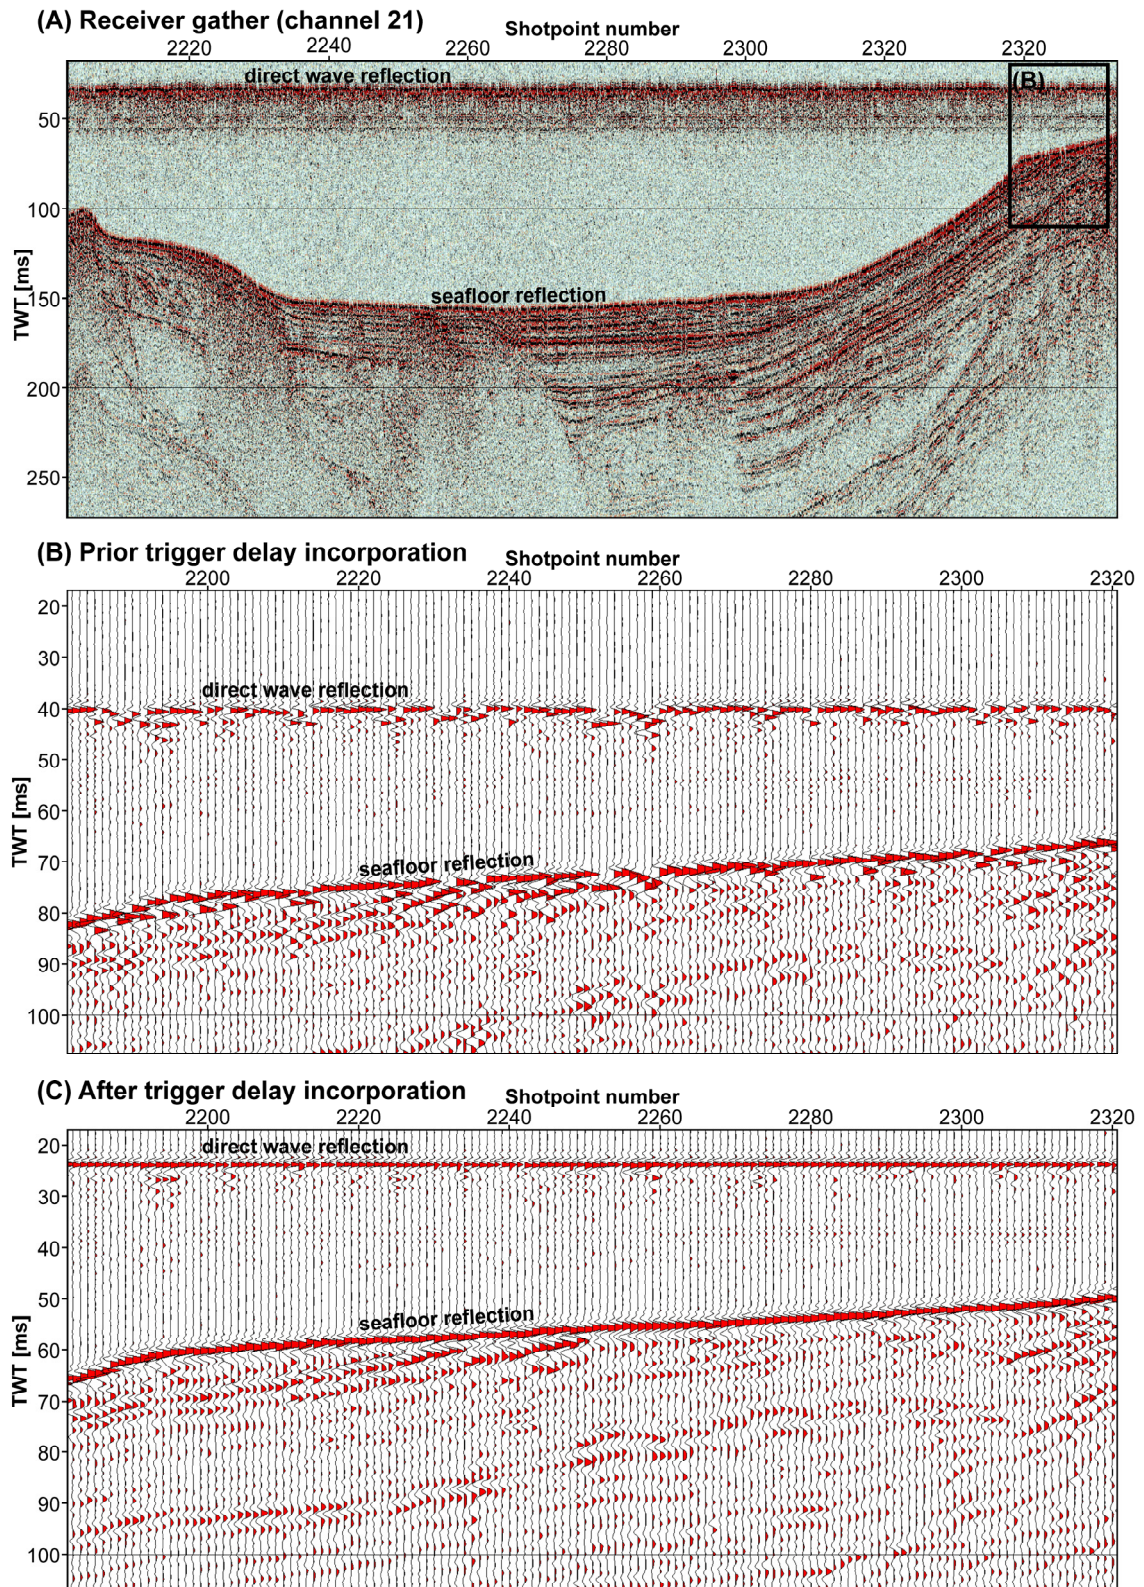 (A) Receiver gather (channel 21)
Shotpoint number
2220 2240 2260 2280 2300 2320 2320
direct wave reflection
(B)
50
100
150
200
250
TWT [ms]
seafloor reflection
(B) Prior trigger delay incorporation
Shotpoint number
2200 2220 2240 2260 2280 2300 2320
20
30
40
50
60
70
80
90
100
TWT [ms]
direct wave reflection
seafloor reflection
(C) After trigger delay incorporation
Shotpoint number
2200 2220 2240 2260 2280 2300 2320
20
30
40
50
60
70
80
90
100
TWT [ms]
direct wave reflection
seafloor reflection